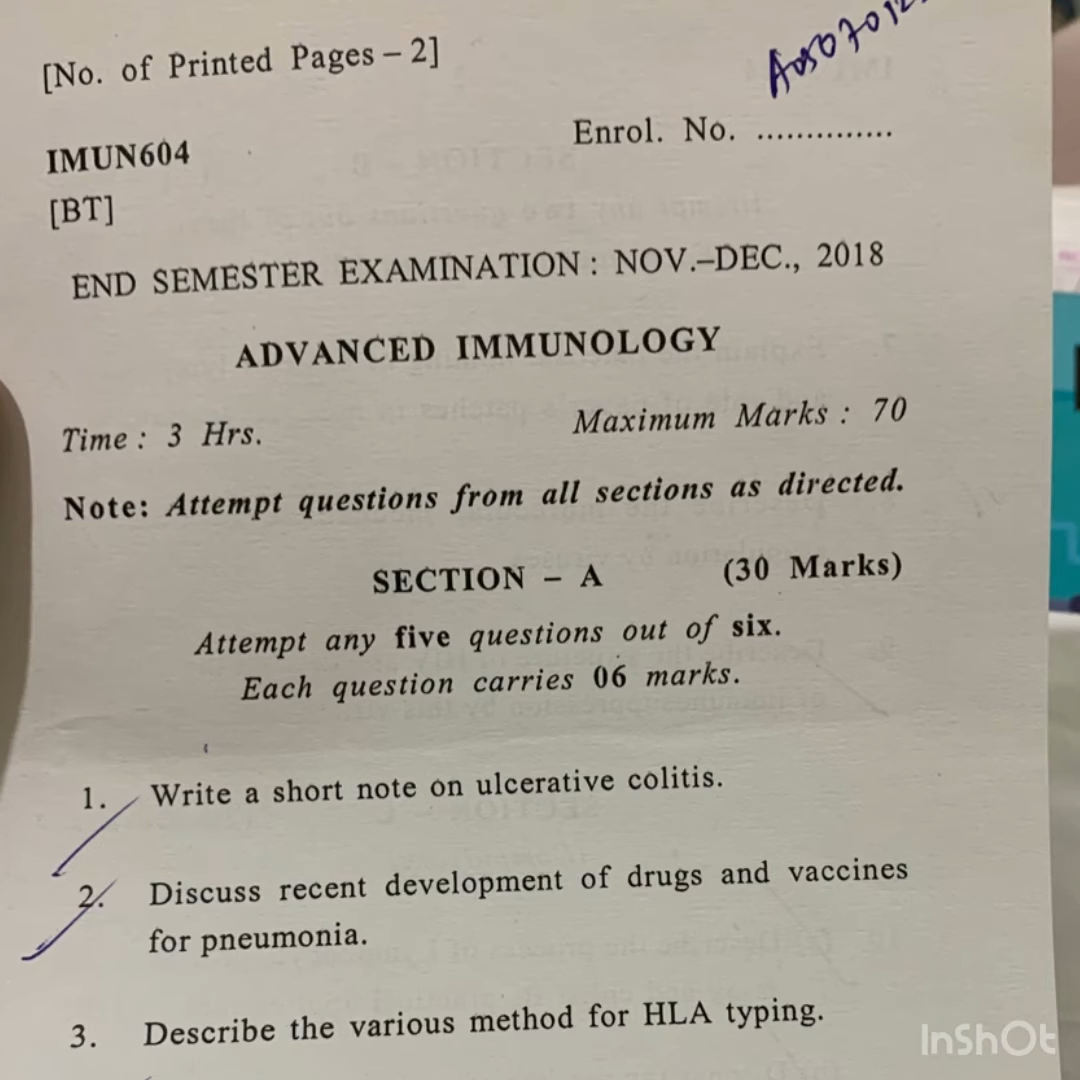 [No. of Printed Pages – 2]
Enrol. No. ..............
IMUN604
[BT]
END SEMESTER EXAMINATION : NOV.–DEC., 2018
ADVANCED IMMUNOLOGY
Time : 3 Hrs.
Maximum Marks : 70
Note: Attempt questions from all sections as directed.
SECTION – A (30 Marks)
Attempt any five questions out of six.
Each question carries 06 marks.
1. Write a short note on ulcerative colitis.
2. Discuss recent development of drugs and vaccines
for pneumonia.
3. Describe the various method for HLA typing.
InShOt